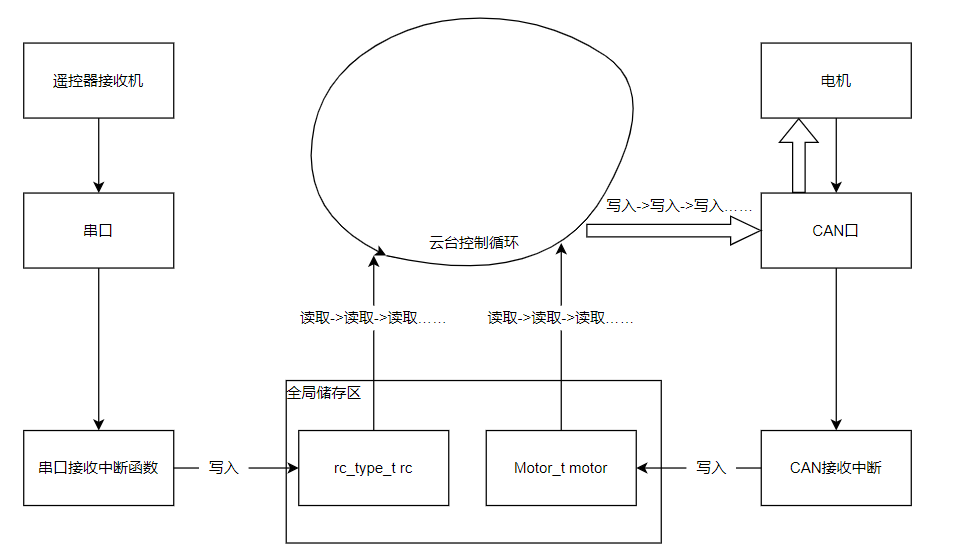 遥控器接收机
电机
串口
写入->写入->写入……
云台控制循环
CAN口
读取->读取->读取……
读取->读取->读取……
全局储存区
串口接收中断函数
写入
rc_type_t rc
Motor_t motor
写入
CAN接收中断